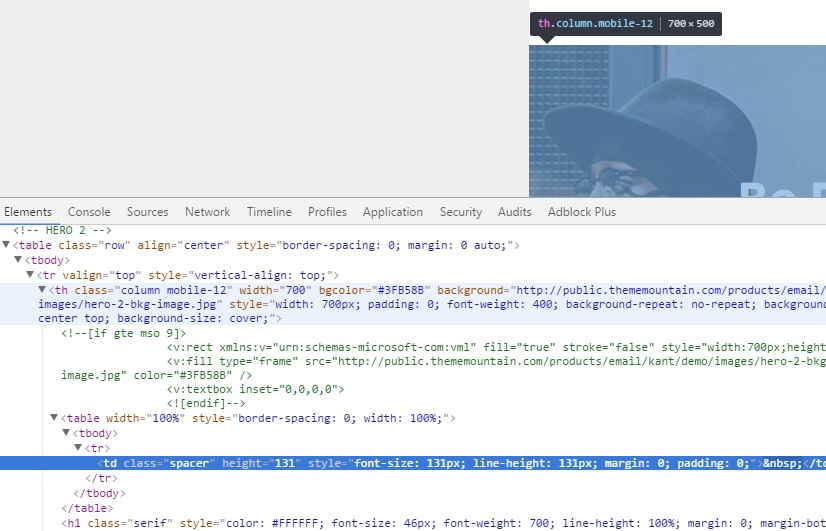 th.column.mobile-12 | 700 × 500
Elements Console Sources Network Timeline Profiles Application Security Audits Adblock Plus
<!-- HERO 2 -->
<table class="row" align="center" style="border-spacing: 0; margin: 0 auto;">
<tbody>
<tr valign="top" style="vertical-align: top;">
<th class="column mobile-12" width="700" bgcolor="#3FB58B" background="http://public.thememountain.com/products/email/
images/hero-2-bkg-image.jpg" style="width: 700px; padding: 0; font-weight: 400; background-repeat: no-repeat; background
center top; background-size: cover;">
<!--[if gte mso 9]>
<v:rect xmlns:v="urn:schemas-microsoft-com:vml" fill="true" stroke="false" style="width:700px;height
<v:fill type="frame" src="http://public.thememountain.com/products/email/kant/demo/images/hero-2-bkg
image.jpg" color="#3FB58B" />
<v:textbox inset="0,0,0,0">
<![endif]-->
<table width="100%" style="border-spacing: 0; width: 100%;">
<tbody>
<tr>
<td class="spacer" height="131" style="font-size: 131px; line-height: 131px; margin: 0; padding: 0;">&nbsp;</td
</tr>
</tbody>
</table>
<h1 class="serif" style="color: #FFFFFF; font-size: 46px; font-weight: 700; line-height: 100%; margin: 0; margin-bot